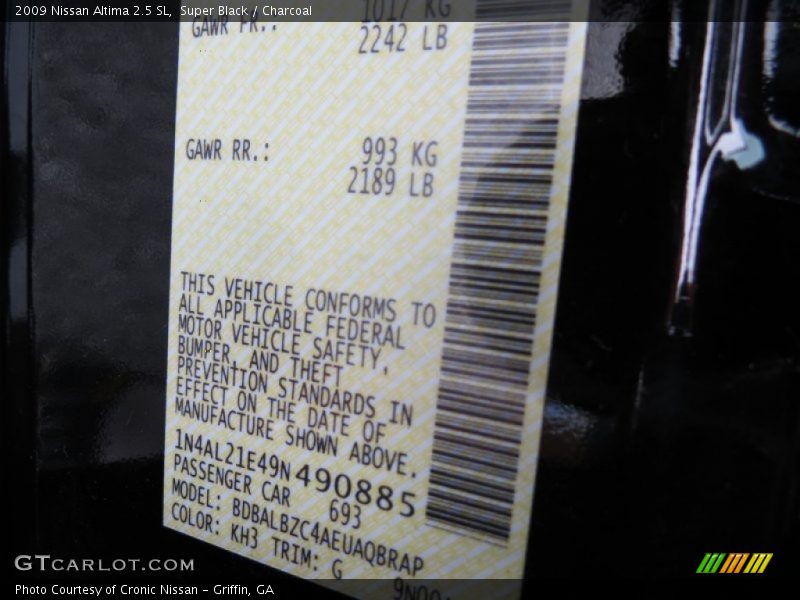 2009 Nissan Altima 2.5 SL, Super Black / Charcoal
GAWR FR.: 1017 KG
2242 LB
GAWR RR.: 993 KG
2189 LB
THIS VEHICLE CONFORMS TO
ALL APPLICABLE FEDERAL
MOTOR VEHICLE SAFETY,
BUMPER, AND THEFT
PREVENTION STANDARDS IN
EFFECT ON THE DATE OF
MANUFACTURE SHOWN ABOVE.
1N4AL21E49N490885
PASSENGER CAR 693
MODEL: BDBALBZC4AEUAQBRAP
COLOR: KH3 TRIM: G
GTCARLOT.COM
Photo Courtesy of Cronic Nissan - Griffin, GA